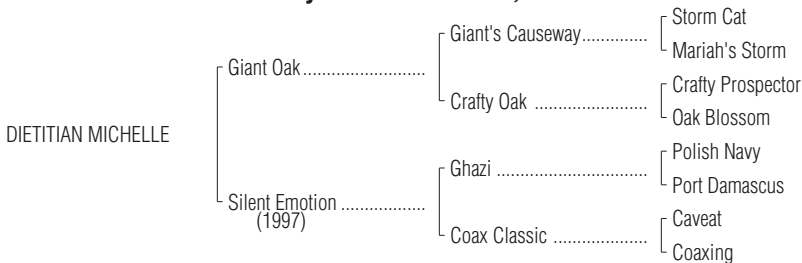 Storm Cat
Giant's Causeway..............
Mariah's Storm
Giant Oak..........................
Crafty Prospector
Crafty Oak ........................
Oak Blossom
DIETITIAN MICHELLE
Polish Navy
Ghazi ................................
Port Damascus
Silent Emotion ..................
(1997)
Caveat
Coax Classic ....................
Coaxing